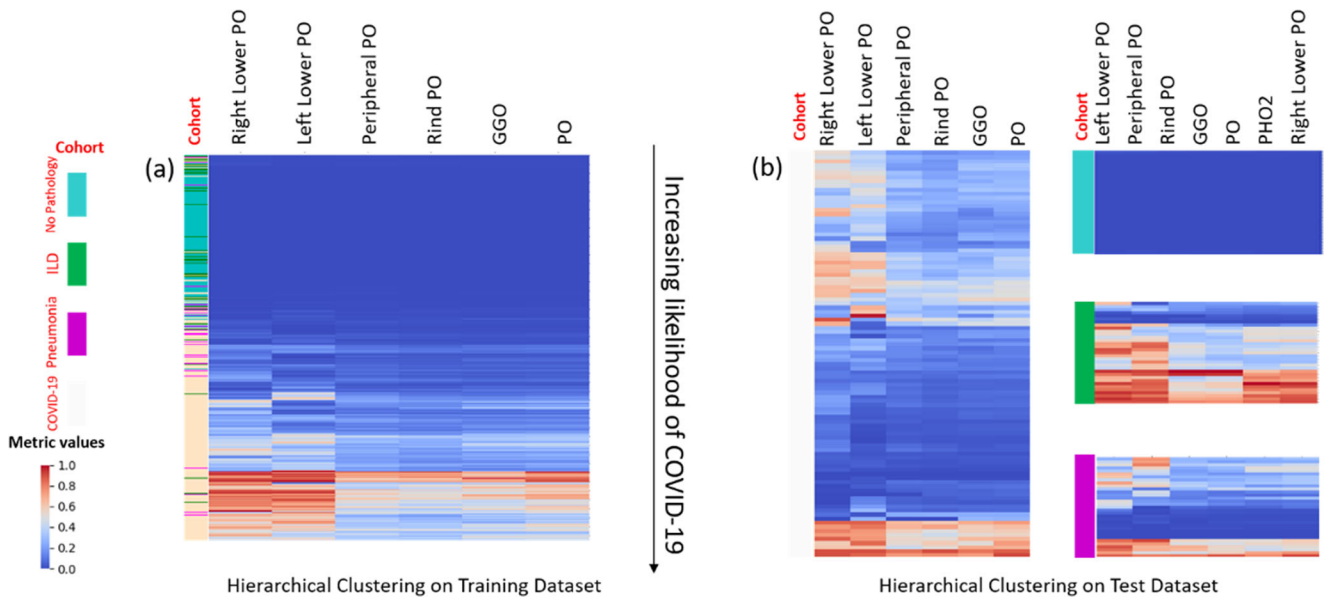 Cohort
No Pathology
ILD
Pneumonia
COVID-19
Metric values
1.0
0.8
0.6
0.4
0.2
0.0
(a)
Cohort
Right Lower PO
Left Lower PO
Peripheral PO
Rind PO
GGO
PO
Hierarchical Clustering on Training Dataset
Increasing likelihood of COVID-19
(b)
Cohort
Right Lower PO
Left Lower PO
Peripheral PO
Rind PO
GGO
PO
Cohort
Left Lower PO
Peripheral PO
Rind PO
GGO
PO
PHO2
Right Lower PO
Hierarchical Clustering on Test Dataset